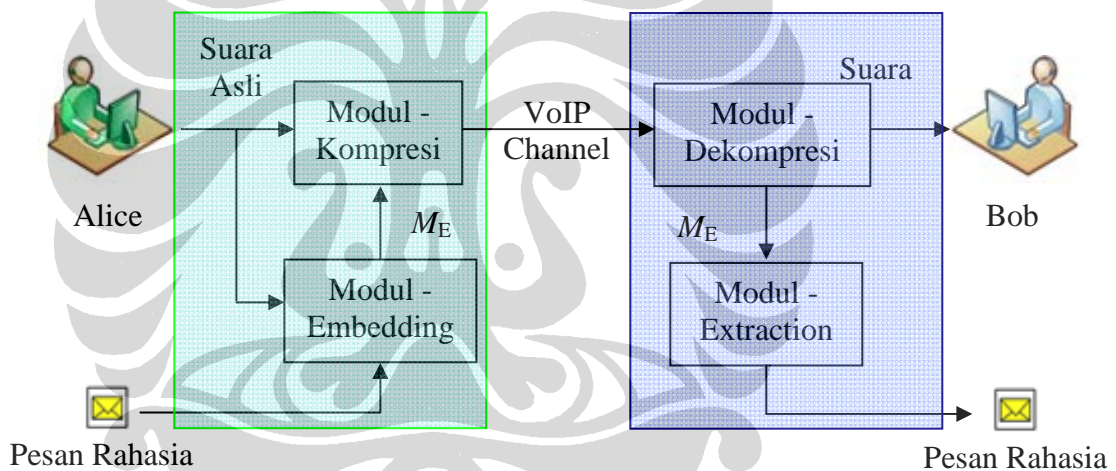 Suara
Asli
Modul -
Kompresi
VoIP
Channel
Modul -
Dekompresi
Suara
Alice
M_E
M_E
Bob
Modul -
Embedding
Modul -
Extraction
Pesan Rahasia
Pesan Rahasia